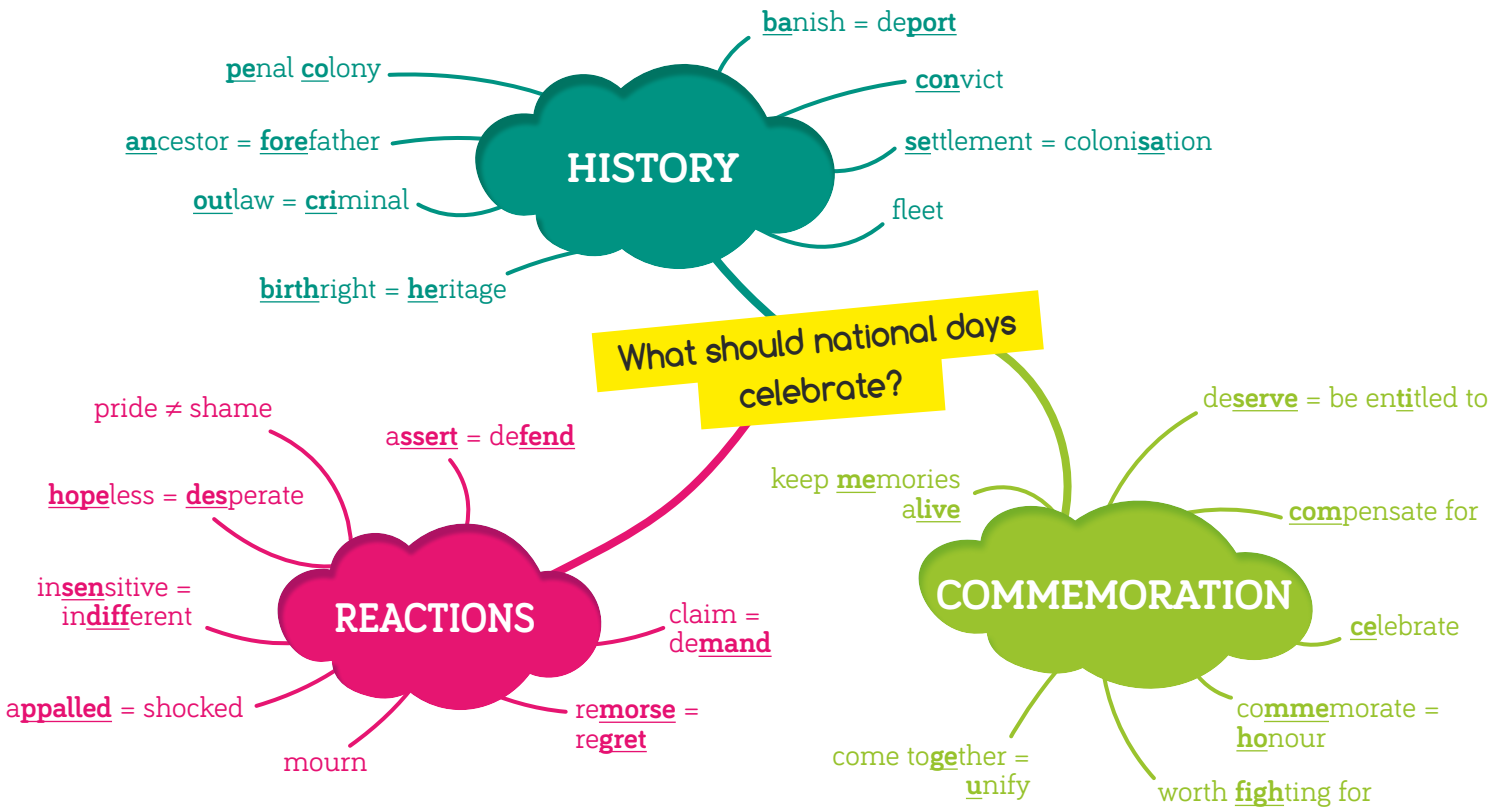 banish = deport
penal colony
convict
ancestor = forefather
settlement = colonisation
HISTORY
outlaw = criminal
fleet
birthright = heritage
What should national days
celebrate?
pride ≠ shame
assert = defend
hopeless = desperate
insensitive =
indifferent
REACTIONS
claim =
demand
appalled = shocked
remorse =
regret
mourn
deserve = be entitled to
keep memories
alive
compensate for
COMMEMORATION
celebrate
commemorate =
honour
come together =
unify
worth fighting for